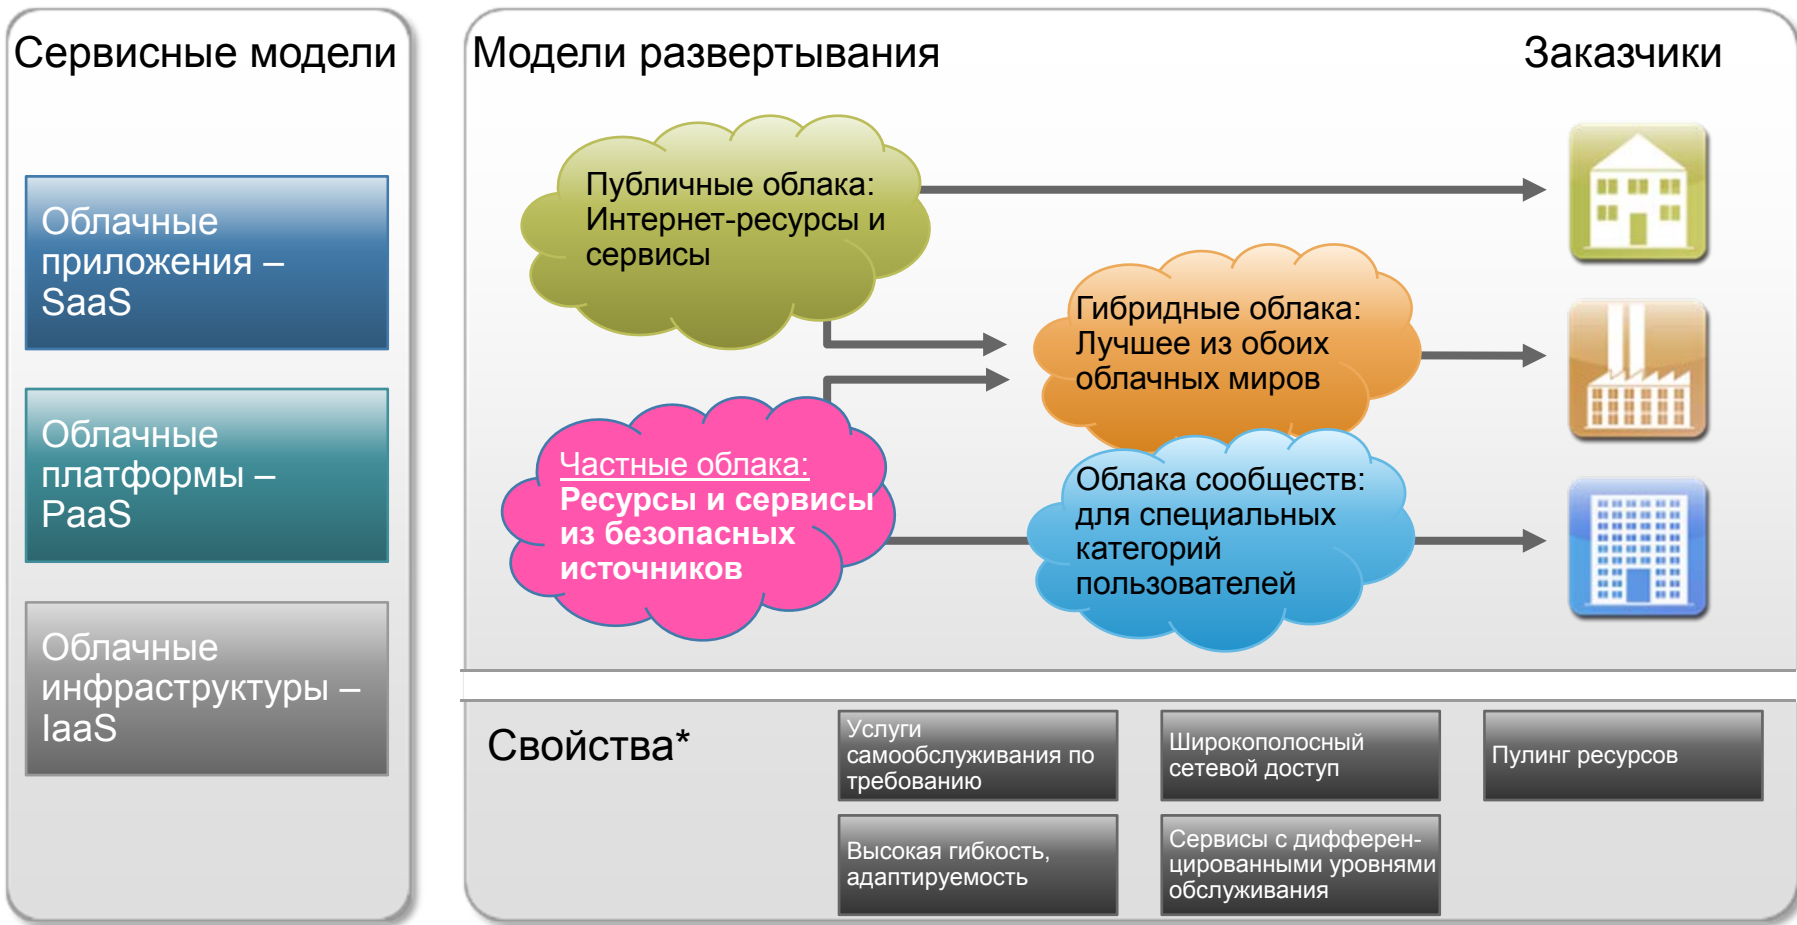 Сервисные модели
Облачные
приложения –
SaaS
Облачные
платформы –
PaaS
Облачные
инфраструктуры –
IaaS
Модели развертывания
Заказчики
Публичные облака:
Интернет-ресурсы и
сервисы
Гибридные облака:
Лучшее из обоих
облачных миров
Частные облака:
Ресурсы и сервисы
из безопасных
источников
Облака сообществ:
для специальных
категорий
пользователей
Свойства*
Услуги
самообслуживания по
требованию
Широкополосный
сетевой доступ
Пулинг ресурсов
Высокая гибкость,
адаптируемость
Сервисы с дифферен-
цированными уровнями
обслуживания